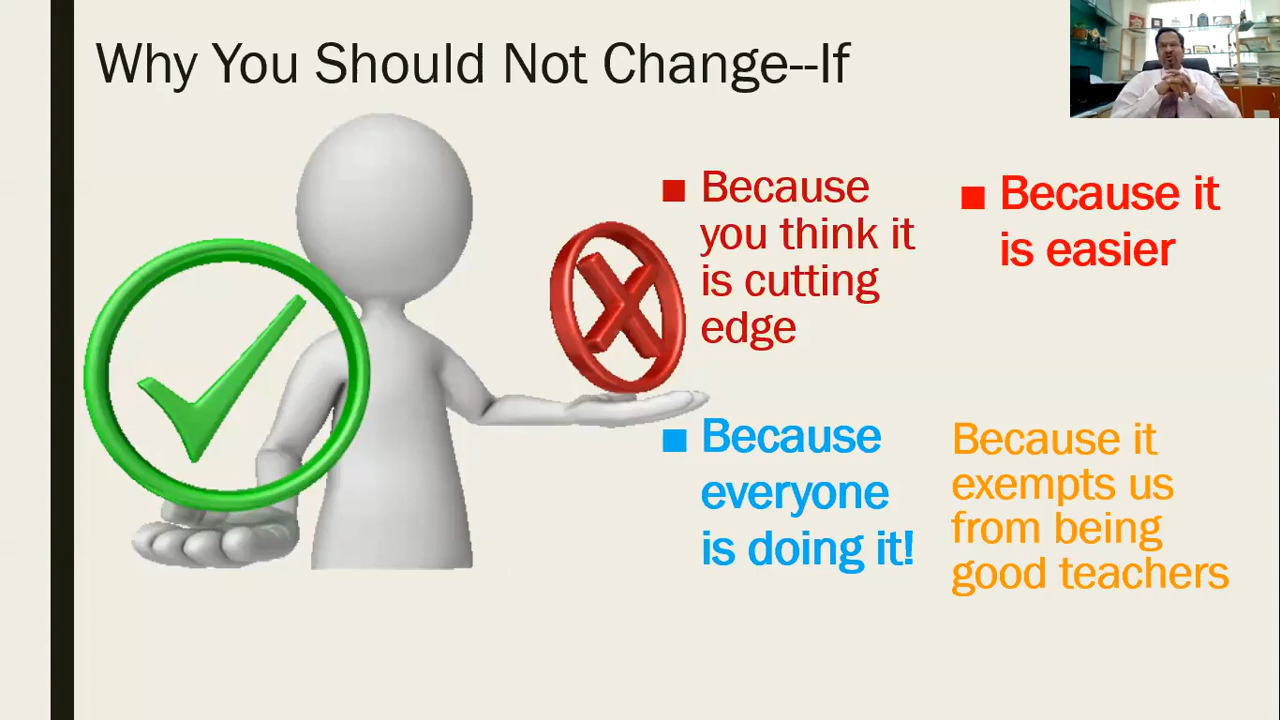 Why You Should Not Change--If
■ Because
you think it
is cutting
edge
■ Because it
is easier
■ Because
everyone
is doing it!
Because it
exempts us
from being
good teachers